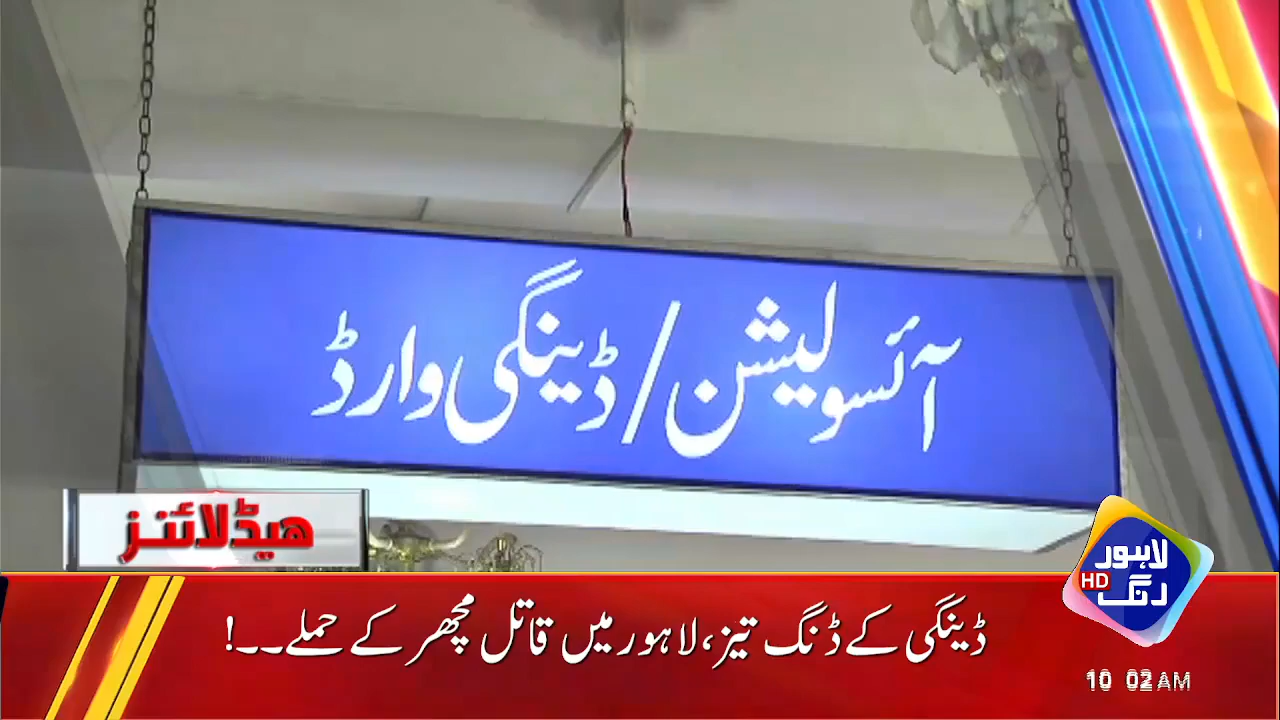 آئسولیشن/ڈینگی وارڈ
ہیڈلائنز
لاہور
رنگ HD
ڈینگی کے ڈنگ تیز، لاہور میں قاتل مچھر کے حملے۔۔!
10 02 AM